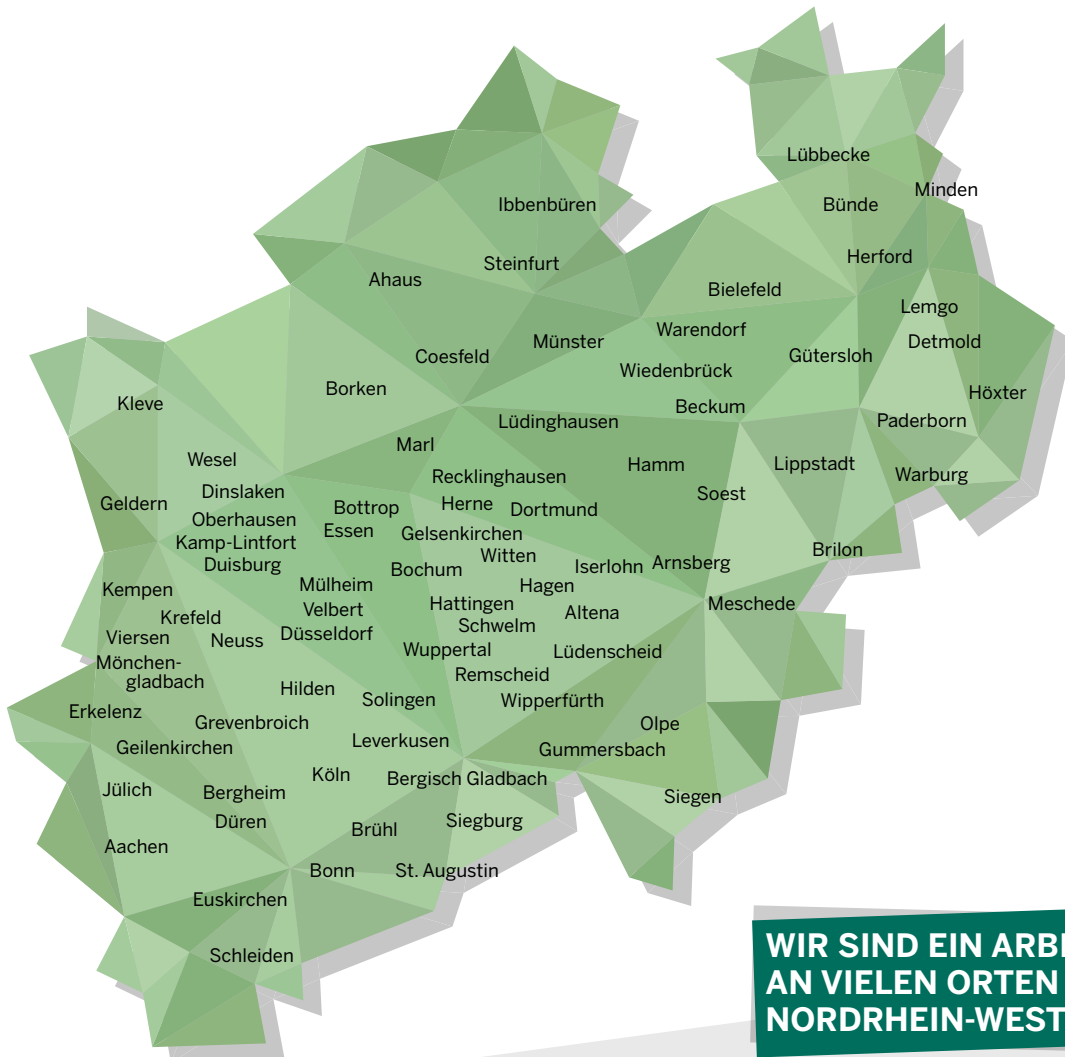 Lübbecke
Minden
Bünde
Ibbenbüren
Herford
Steinfurt
Ahaus
Bielefeld
Lemgo
Warendorf
Münster
Detmold
Coesfeld
Gütersloh
Wiedenbrück
Borken
Höxter
Kleve
Beckum
Lüdinghausen
Paderborn
Marl
Wesel
Hamm
Lippstadt
Recklinghausen
Warburg
Dinslaken
Soest
Geldern
Bottrop
Herne
Dortmund
Oberhausen
Essen
Gelsenkirchen
Kamp-Lintfort
Brilon
Witten
Duisburg
Arnsberg
Iserlohn
Bochum
Mülheim
Hagen
Kempen
Hattingen
Meschede
Velbert
Altena
Krefeld
Schwelm
Düsseldorf
Viersen
Neuss
Wuppertal
Lüdenscheid
Mönchen-
gladbach
Remscheid
Hilden
Solingen
Wipperfürth
Erkelenz
Grevenbroich
Olpe
Leverkusen
Geilenkirchen
Gummersbach
Köln
Bergisch Gladbach
Jülich
Bergheim
Siegen
Düren
Siegburg
Brühl
Aachen
Bonn
St. Augustin
Euskirchen
Schleiden
WIR SIND EIN ARB
AN VIELEN ORTEN
NORDRHEIN-WEST